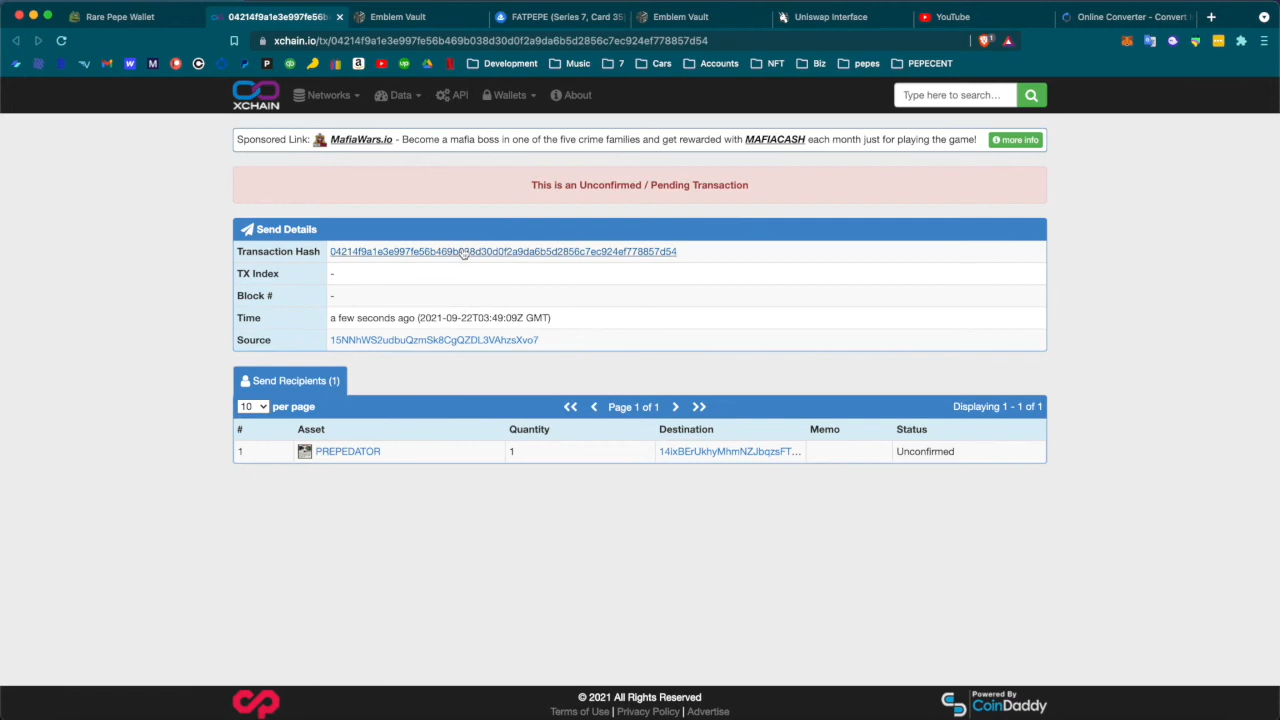 Rare Pepe Wallet
04214f9a1e3e997fe56b469b038d30d
Emblem Vault
FATPEPE (Series 7, Card 35)
Emblem Vault
Uniswap Interface
YouTube
Online Converter - Convert
xchain.io/tx/04214f9a1e3e997fe56b469b038d30d0f2a9da6b5d2856c7ec924ef778857d54
Development Music 7 Cars Accounts NFT Biz pepes PEPECENT
XCHAIN Networks Data API Wallets About Type here to search...
Sponsored Link: MafiaWars.io - Become a mafia boss in one of the five crime families and get rewarded with MAFIACASH each month just for playing the game! more info
This is an Unconfirmed / Pending Transaction
Send Details
Transaction Hash 04214f9a1e3e997fe56b469b038d30d0f2a9da6b5d2856c7ec924ef778857d54
TX Index -
Block # -
Time a few seconds ago (2021-09-22T03:49:09Z GMT)
Source 15NNhWS2udbuQzmSk8CgQZDL3VAhzsXvo7
Send Recipients (1)
10 per page Page 1 of 1 Displaying 1 - 1 of 1
# Asset Quantity Destination Memo Status
1 PREPEDATOR 1 14ixBErUkhyMhmNZJbqzsFT... Unconfirmed
© 2021 All Rights Reserved
Terms of Use | Privacy Policy | Advertise
Powered By
CoinDaddy